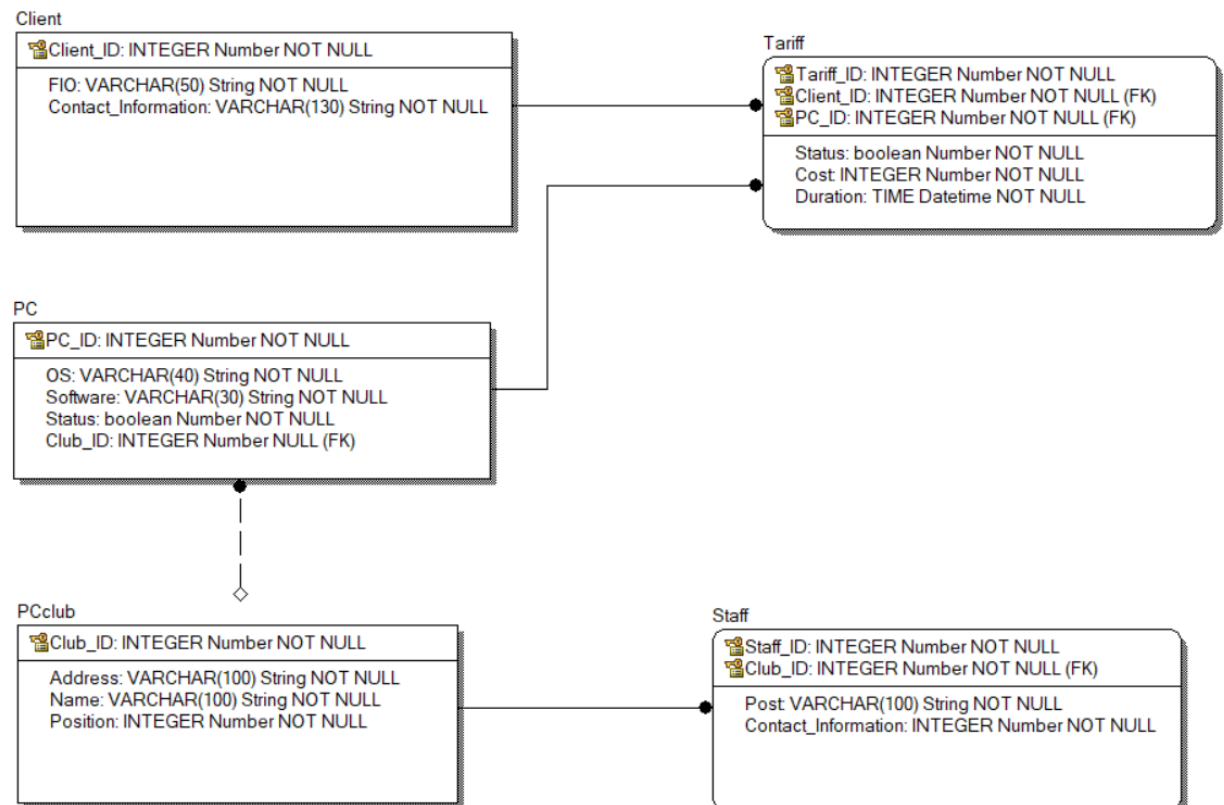 Client
Client_ID: INTEGER Number NOT NULL
FIO: VARCHAR(50) String NOT NULL
Contact_Information: VARCHAR(130) String NOT NULL
Tariff
Tariff_ID: INTEGER Number NOT NULL
Client_ID: INTEGER Number NOT NULL (FK)
PC_ID: INTEGER Number NOT NULL (FK)
Status: boolean Number NOT NULL
Cost: INTEGER Number NOT NULL
Duration: TIME Datetime NOT NULL
PC
PC_ID: INTEGER Number NOT NULL
OS: VARCHAR(40) String NOT NULL
Software: VARCHAR(30) String NOT NULL
Status: boolean Number NOT NULL
Club_ID: INTEGER Number NULL (FK)
PCclub
Club_ID: INTEGER Number NOT NULL
Address: VARCHAR(100) String NOT NULL
Name: VARCHAR(100) String NOT NULL
Position: INTEGER Number NOT NULL
Staff
Staff_ID: INTEGER Number NOT NULL
Club_ID: INTEGER Number NOT NULL (FK)
Post: VARCHAR(100) String NOT NULL
Contact_Information: INTEGER Number NOT NULL